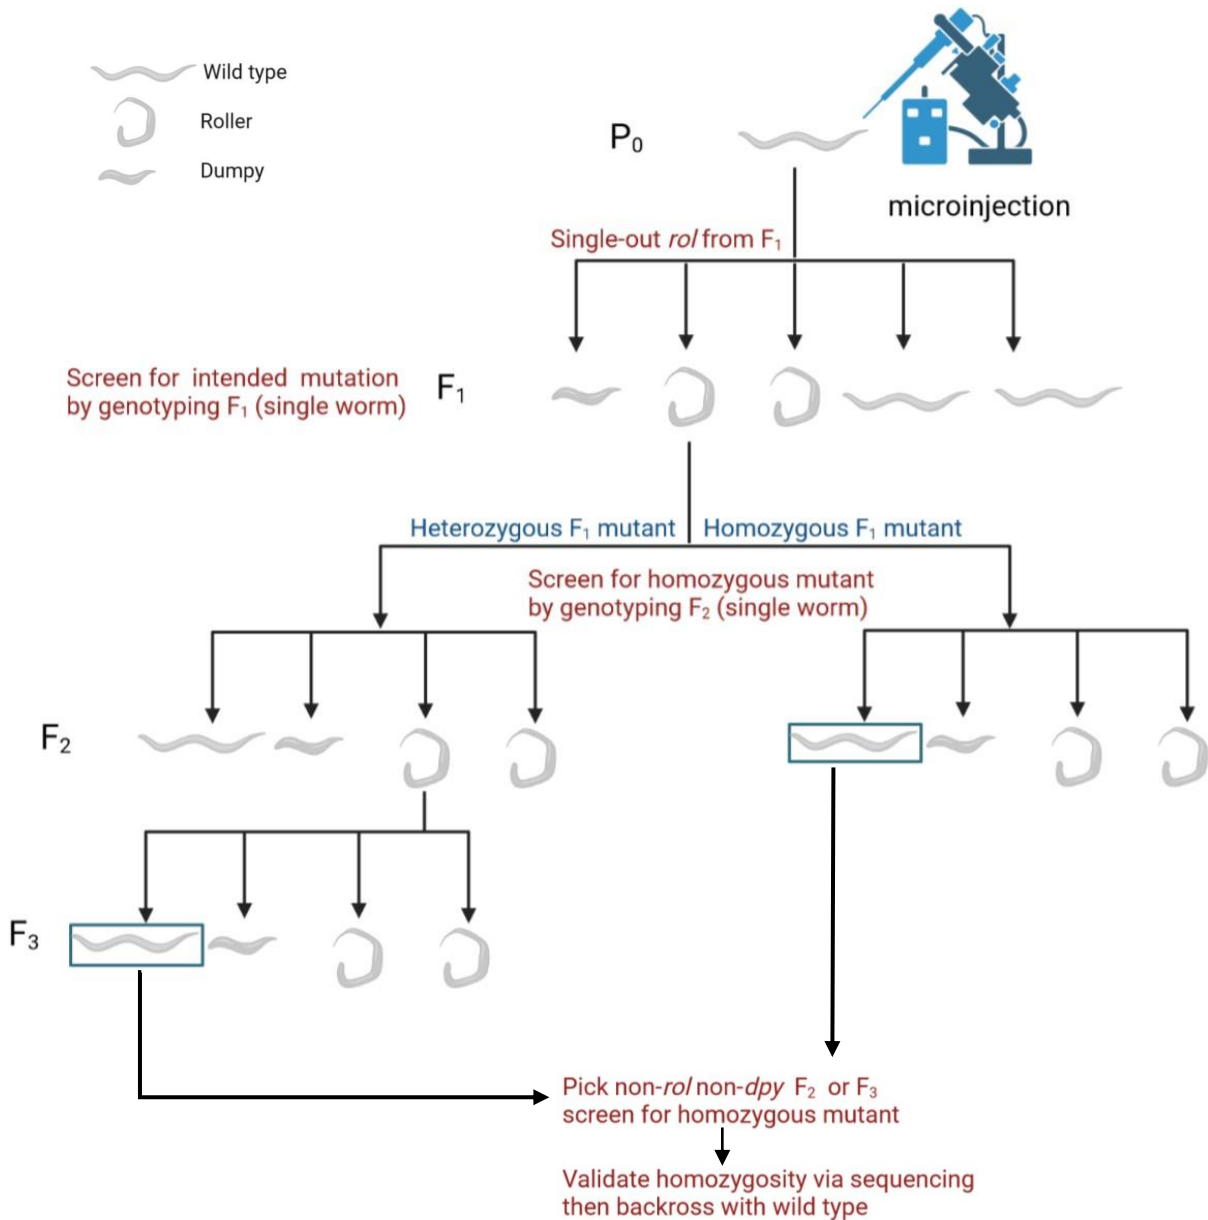 Wild type
Roller
Dumpy
P0
microinjection
Single-out rol from F1
Screen for intended mutation
by genotyping F1 (single worm)
F1
Heterozygous F1 mutant
Homozygous F1 mutant
Screen for homozygous mutant
by genotyping F2 (single worm)
F2
F3
Pick non-rol non-dpy F2 or F3
screen for homozygous mutant
Validate homozygosity via sequencing
then backross with wild type